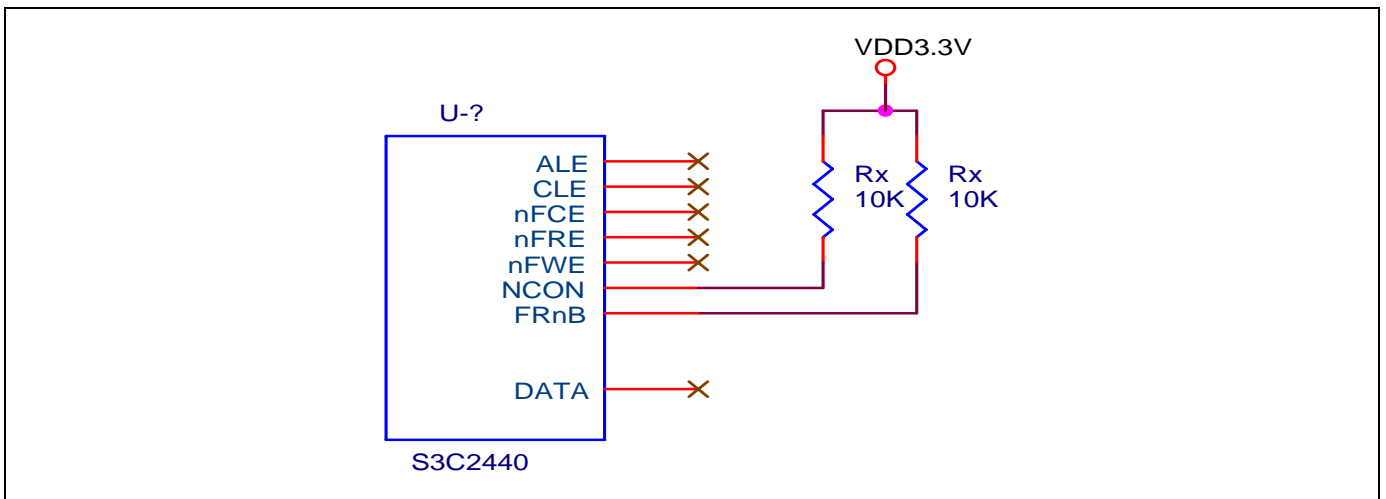 VDD3.3V
U-?
ALE
CLE
nFCE
nFRE
nFWE
NCON
FRnB
DATA
S3C2440
Rx
10K
Rx
10K